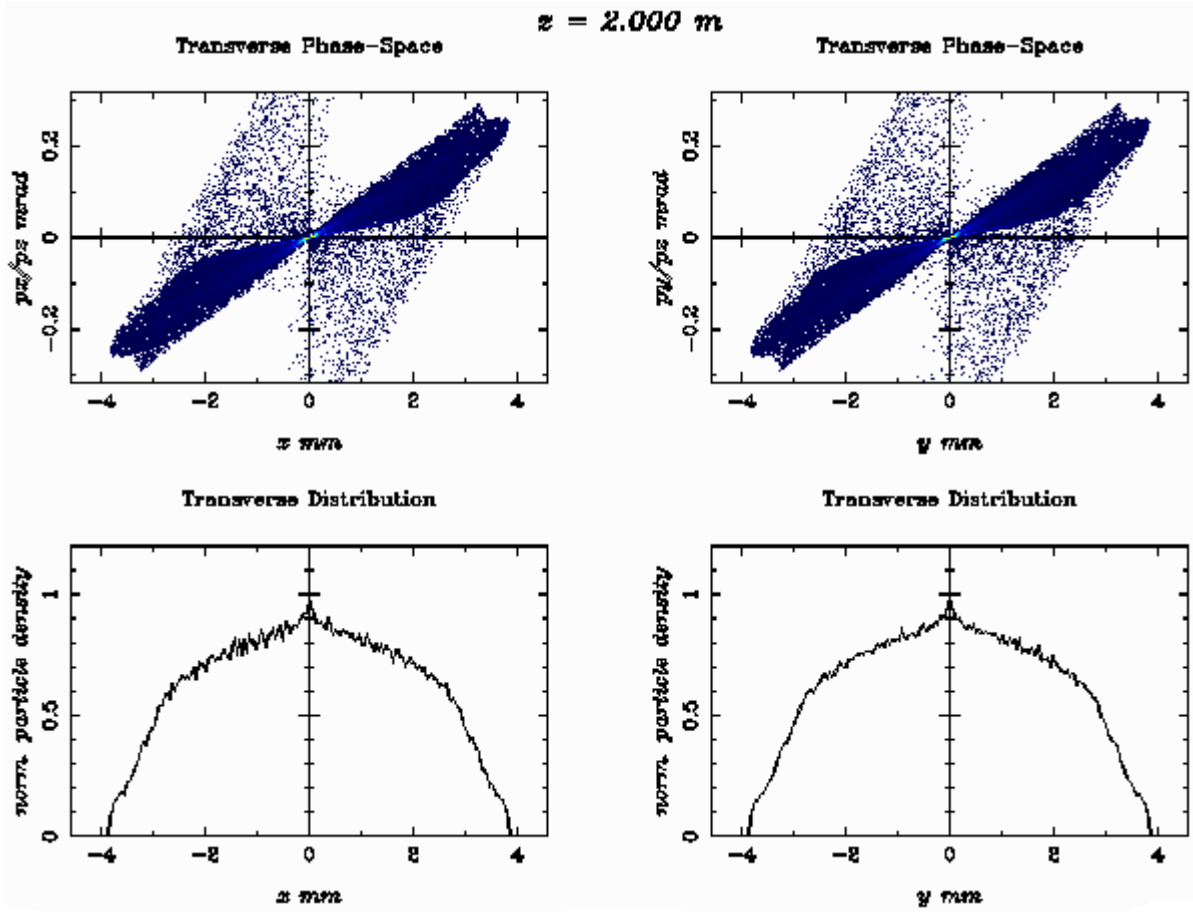 z = 2.000 m
Transverse Phase-Space
Transverse Phase-Space
px/pz mrad
0.2
0
−0.2
−4
−2
0
2
4
x mm
py/pz mrad
0.2
0
−0.2
−4
−2
0
2
4
y mm
Transverse Distribution
Transverse Distribution
norm. particle density
1
0.5
0
−4
−2
0
2
4
x mm
norm. particle density
1
0.5
0
−4
−2
0
2
4
y mm